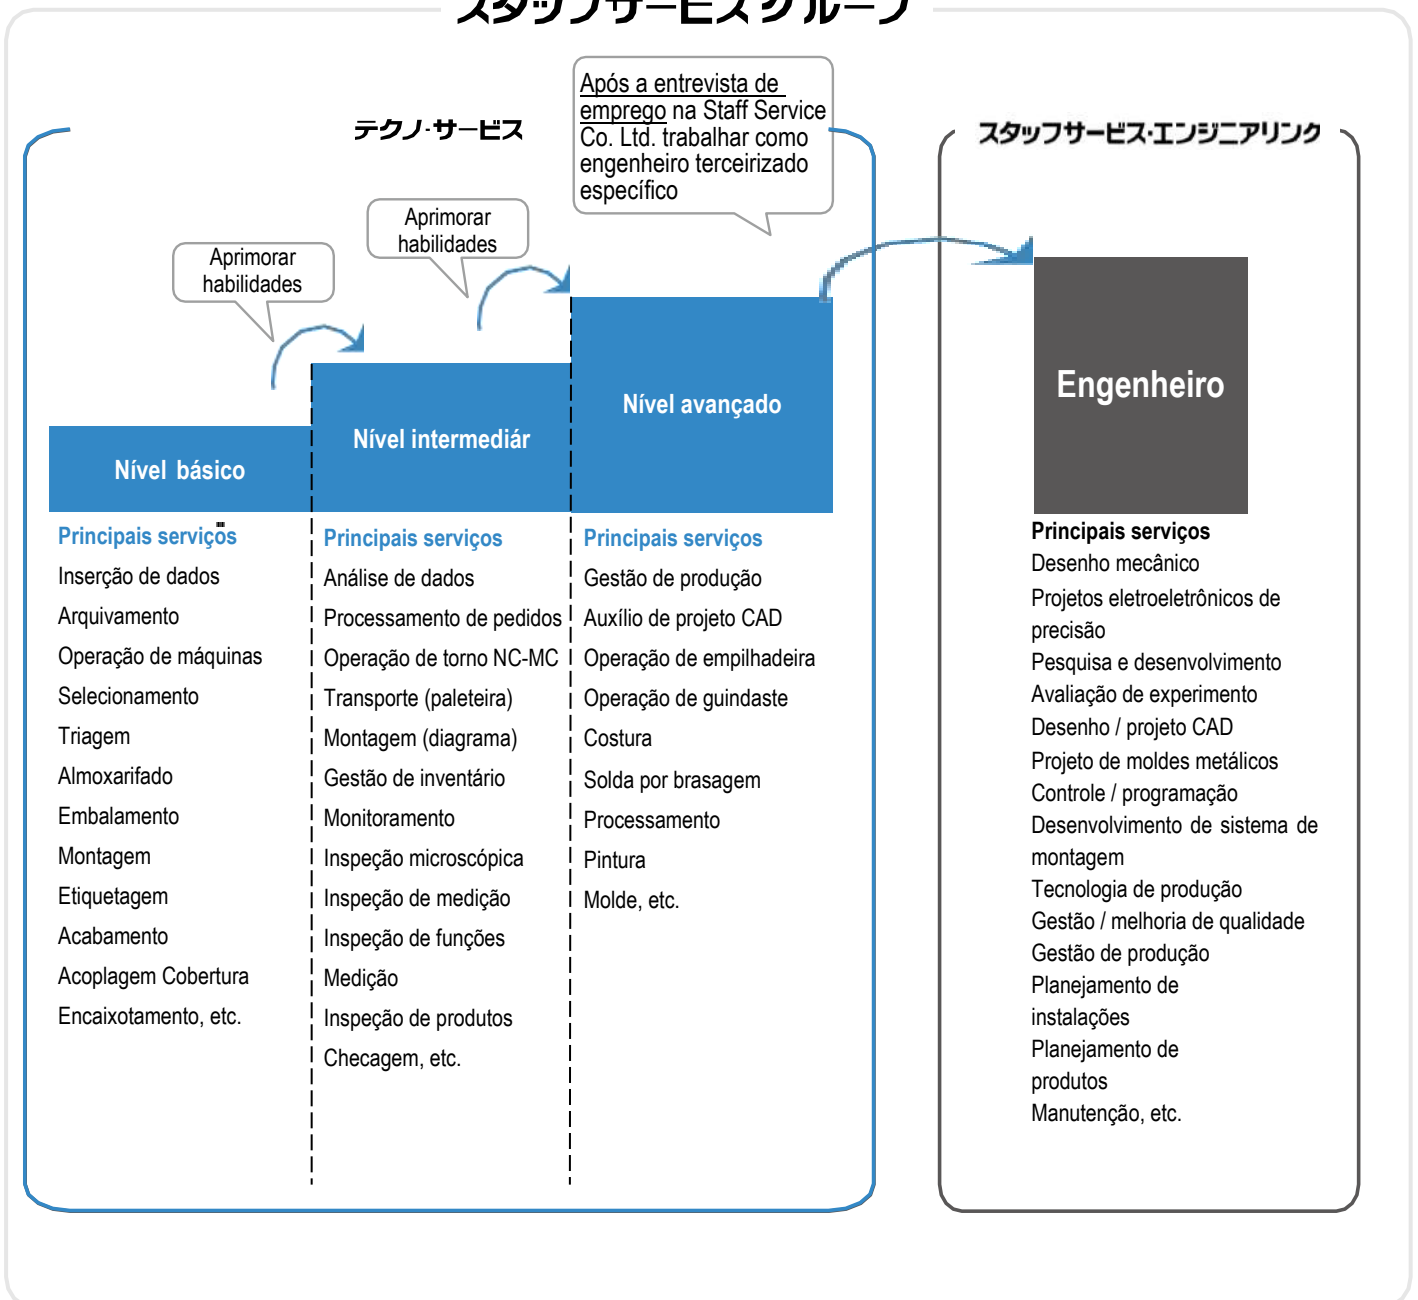 スタッフサービスグループ
テクノ・サービス
スタッフサービス・エンジニアリング
Após a entrevista de
emprego na Staff Service
Co. Ltd. trabalhar como
engenheiro terceirizado
específico
Aprimorar
habilidades
Aprimorar
habilidades
Nível básico
Nível intermediár
Nível avançado
Engenheiro
Principais serviços
Inserção de dados
Arquivamento
Operação de máquinas
Selecionamento
Triagem
Almoxarifado
Embalamento
Montagem
Etiquetagem
Acabamento
Acoplagem Cobertura
Encaixotamento, etc.
Principais serviços
Análise de dados
Processamento de pedidos
Operação de torno NC-MC
Transporte (paleteira)
Montagem (diagrama)
Gestão de inventário
Monitoramento
Inspeção microscópica
Inspeção de medição
Inspeção de funções
Medição
Inspeção de produtos
Checagem, etc.
Principais serviços
Gestão de produção
Auxílio de projeto CAD
Operação de empilhadeira
Operação de guindaste
Costura
Solda por brasagem
Processamento
Pintura
Molde, etc.
Principais serviços
Desenho mecânico
Projetos eletroeletrônicos de
precisão
Pesquisa e desenvolvimento
Avaliação de experimento
Desenho / projeto CAD
Projeto de moldes metálicos
Controle / programação
Desenvolvimento de sistema de
montagem
Tecnologia de produção
Gestão / melhoria de qualidade
Gestão de produção
Planejamento de
instalações
Planejamento de
produtos
Manutenção, etc.